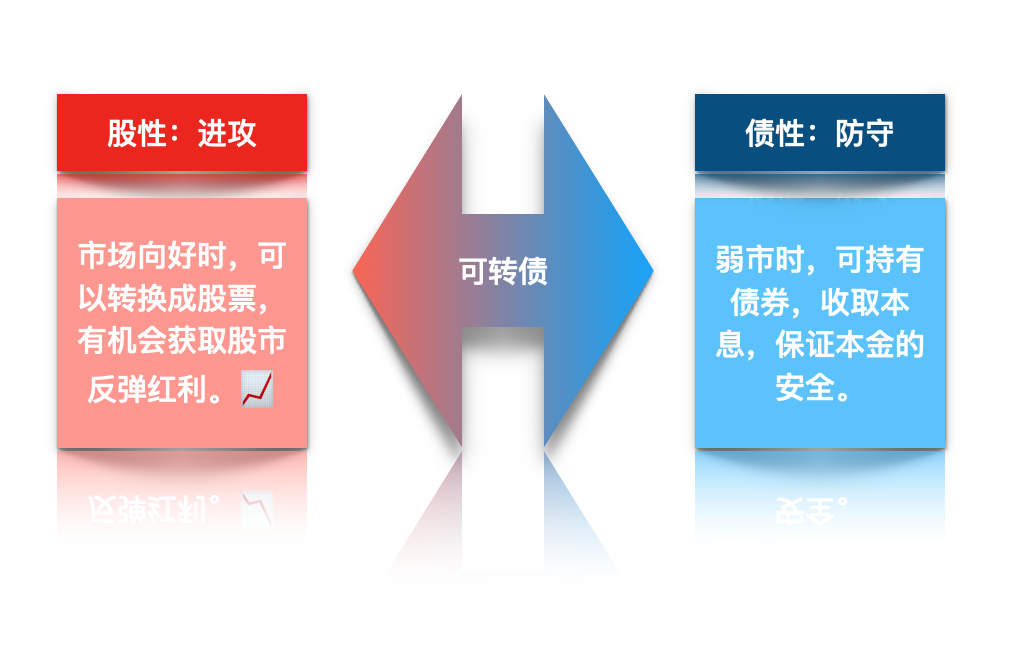 股性：进攻
市场向好时，可
以转换成股票，
有机会获取股市
反弹红利。📈
可转债
债性：防守
弱市时，可持有
债券，收取本
息，保证本金的
安全。